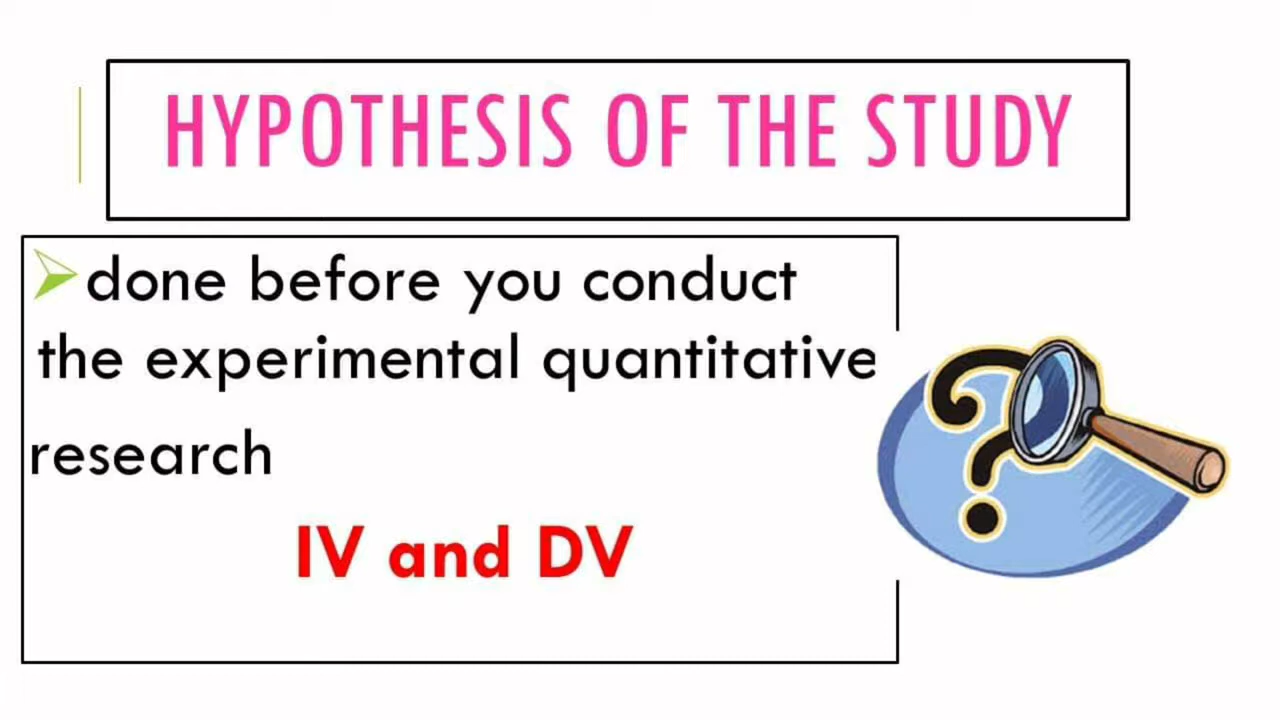 HYPOTHESIS OF THE STUDY
done before you conduct
the experimental quantitative
research
IV and DV